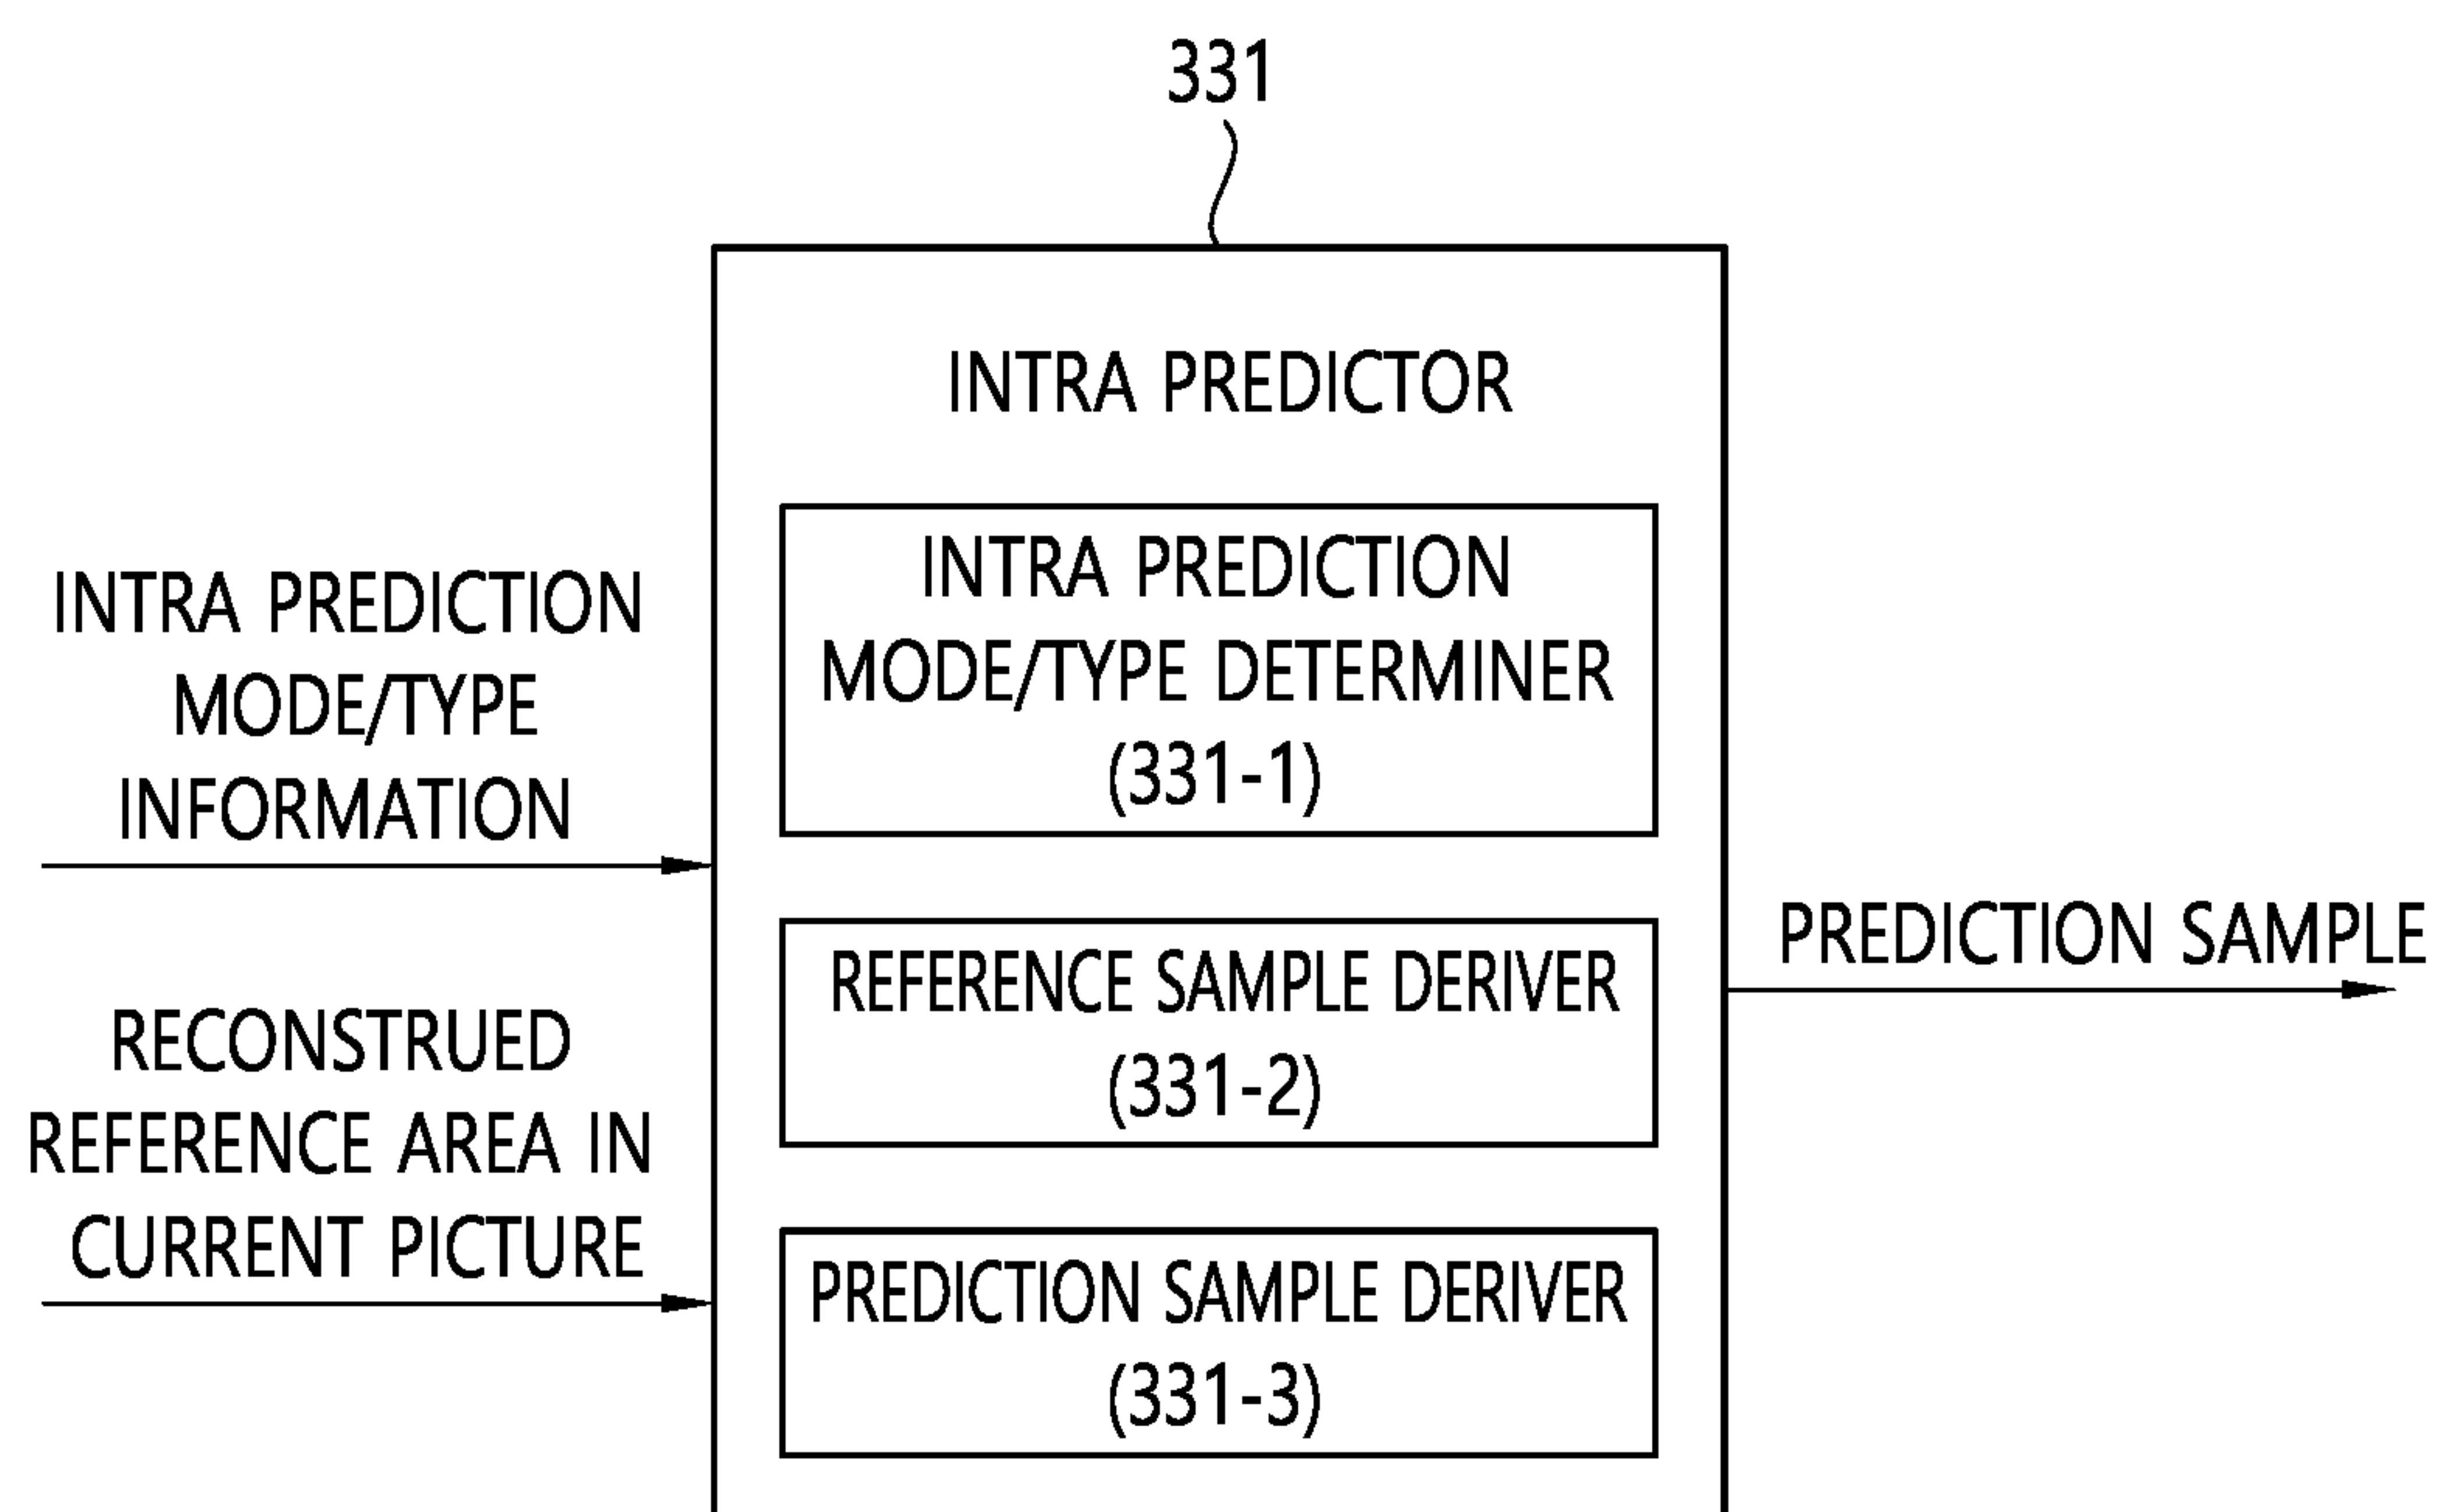 331
INTRA PREDICTOR
INTRA PREDICTION
MODE/TYPE DETERMINER
(331-1)
REFERENCE SAMPLE DERIVER
(331-2)
PREDICTION SAMPLE DERIVER
(331-3)
INTRA PREDICTION
MODE/TYPE
INFORMATION
RECONSTRUED
REFERENCE AREA IN
CURRENT PICTURE
PREDICTION SAMPLE